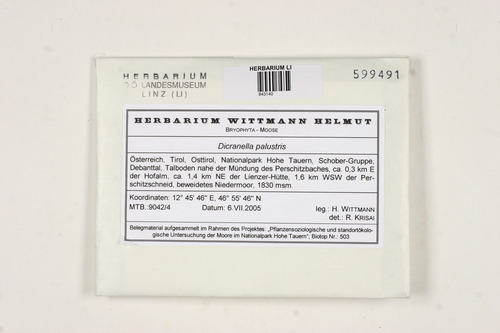 HERBARIUM LI
843140
HERBARIUM
OÖ LANDESMUSEUM
LINZ (LI)
599491
HERBARIUM WITTMANN HELMUT
BRYOPHYTA - MOOSE
Dicranella palustris
Österreich, Tirol, Osttirol, Nationalpark Hohe Tauern, Schober-Gruppe,
Debanttal, Talboden nahe der Mündung des Perschitzbaches, ca. 0,3 km E
der Hofalm, ca. 1,4 km NE der Lienzer-Hütte, 1,6 km WSW der Per-
schitzschneid, beweidetes Niedermoor, 1830 msm.
Koordinaten: 12° 45' 46" E, 46° 55' 46" N
MTB.:9042/4 Datum: 6.VII.2005 leg.: H. WITTMANN
det.: R. KRISAI
Belegmaterial aufgesammelt im Rahmen des Projektes: „Pflanzensoziologische und standortökolo-
gische Untersuchung der Moore im Nationalpark Hohe Tauern"; Biotop Nr.: 503